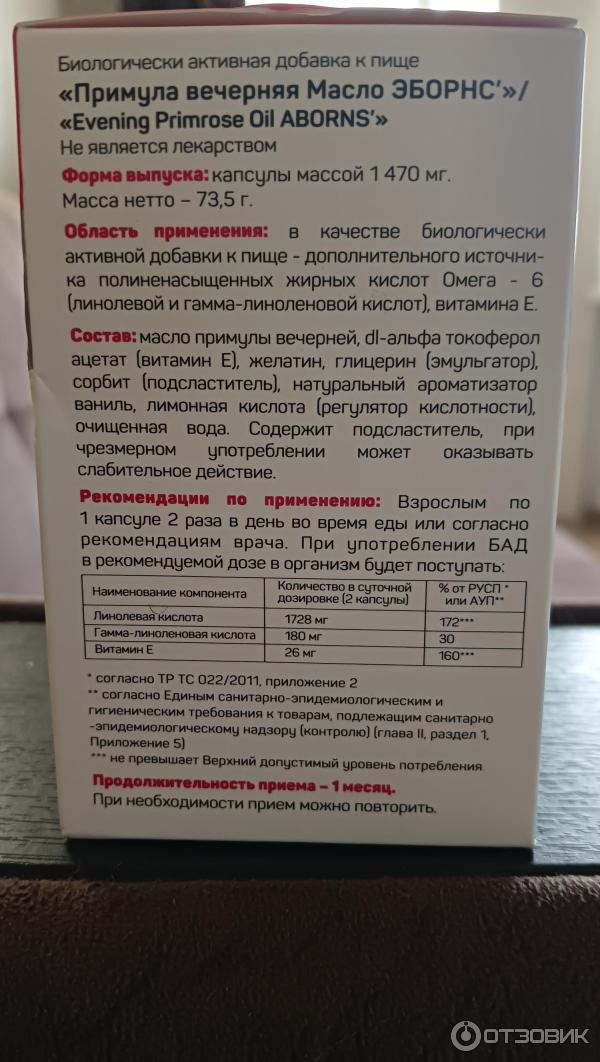 Биологически активная добавка к пище
«Примула вечерняя Масло ЭБОРНС’»/
«Evening Primrose Oil ABORNS’»
Не является лекарством
Форма выпуска: капсулы массой 1 470 мг.
Масса нетто – 73,5 г.
Область применения: в качестве биологически
активной добавки к пище - дополнительного источни-
ка полиненасыщенных жирных кислот Омега - 6
(линолевой и гамма-линоленовой кислот), витамина Е.
Состав: масло примулы вечерней, dl-альфа токоферол
ацетат (витамин Е), желатин, глицерин (эмульгатор),
сорбит (подсластитель), натуральный ароматизатор
ваниль, лимонная кислота (регулятор кислотности),
очищенная вода. Содержит подсластитель, при
чрезмерном употреблении может оказывать
слабительное действие.
Рекомендации по применению: Взрослым по
1 капсуле 2 раза в день во время еды или согласно
рекомендациям врача. При употреблении БАД
в рекомендуемой дозе в организм будет поступать:
Наименование компонента Количество в суточной дозировке (2 капсулы) % от РУСП * или АУП**
Линолевая кислота 1728 мг 172***
Гамма-линоленовая кислота 180 мг 30
Витамин Е 26 мг 160***
* согласно ТР ТС 022/2011, приложение 2
** согласно Единым санитарно-эпидемиологическим и
гигиеническим требования к товарам, подлежащим санитарно
-эпидемиологическому надзору (контролю) (глава II, раздел 1,
Приложение 5)
*** не превышает Верхний допустимый уровень потребления
Продолжительность приема – 1 месяц.
При необходимости прием можно повторить.
ОТЗОВИК